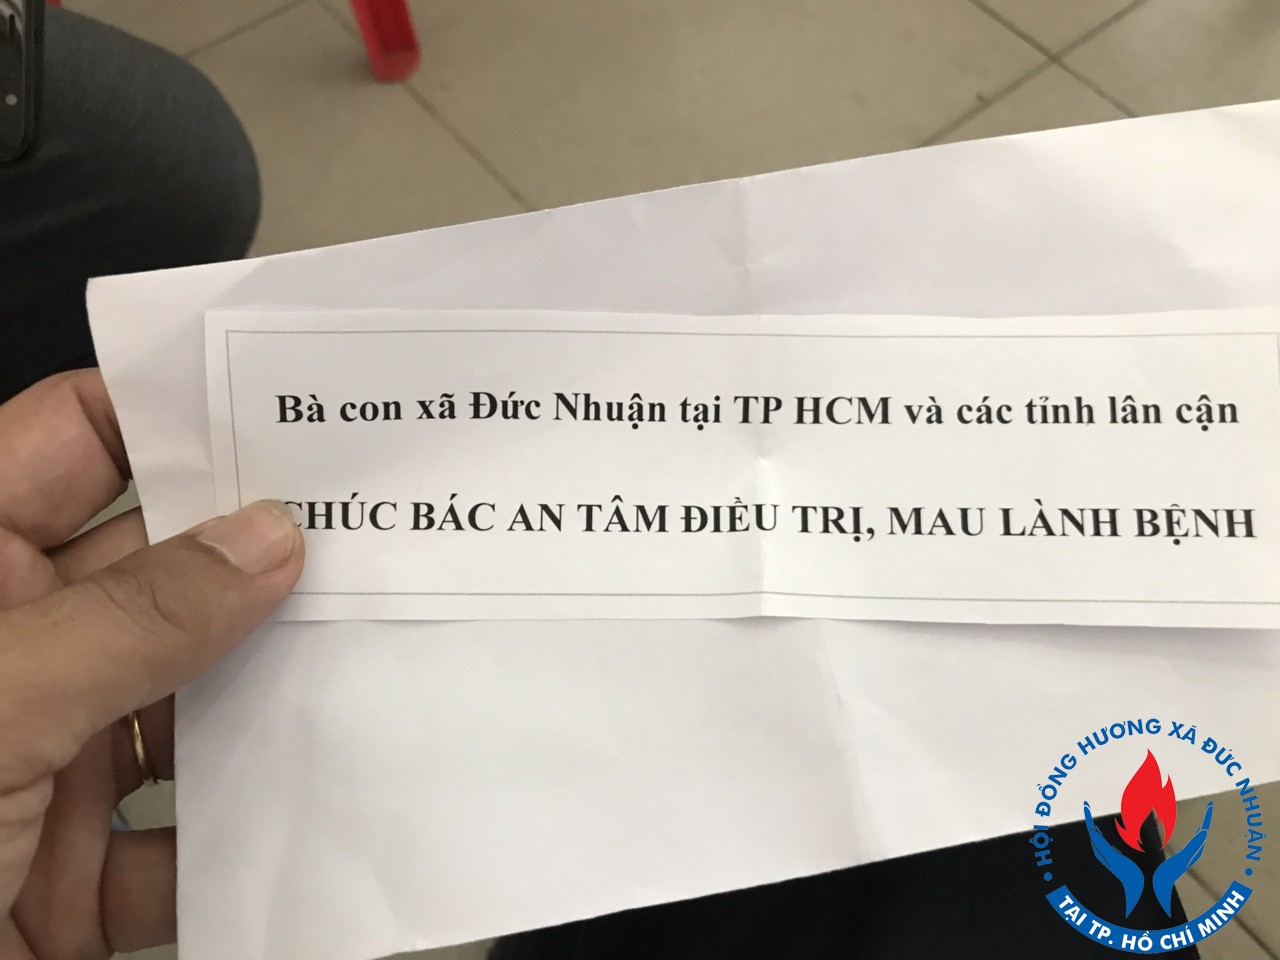 Bà con xã Đức Nhuận tại TP HCM và các tỉnh lân cận
CHÚC BÁC AN TÂM ĐIỀU TRỊ, MAU LÀNH BỆNH
• HỘI ĐỒNG HƯƠNG XÃ ĐỨC NHUẬN •
TẠI TP. HỒ CHÍ MINH